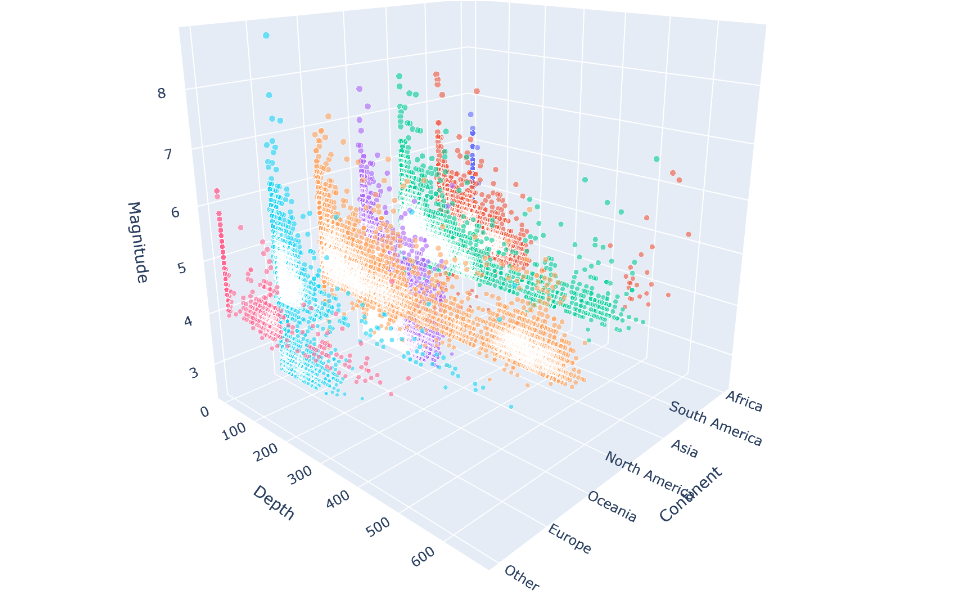 8
7
6
5
4
3
Magnitude
0
100
200
300
400
500
600
Depth
Africa
South America
Asia
North America
Oceania
Europe
Other
Continent